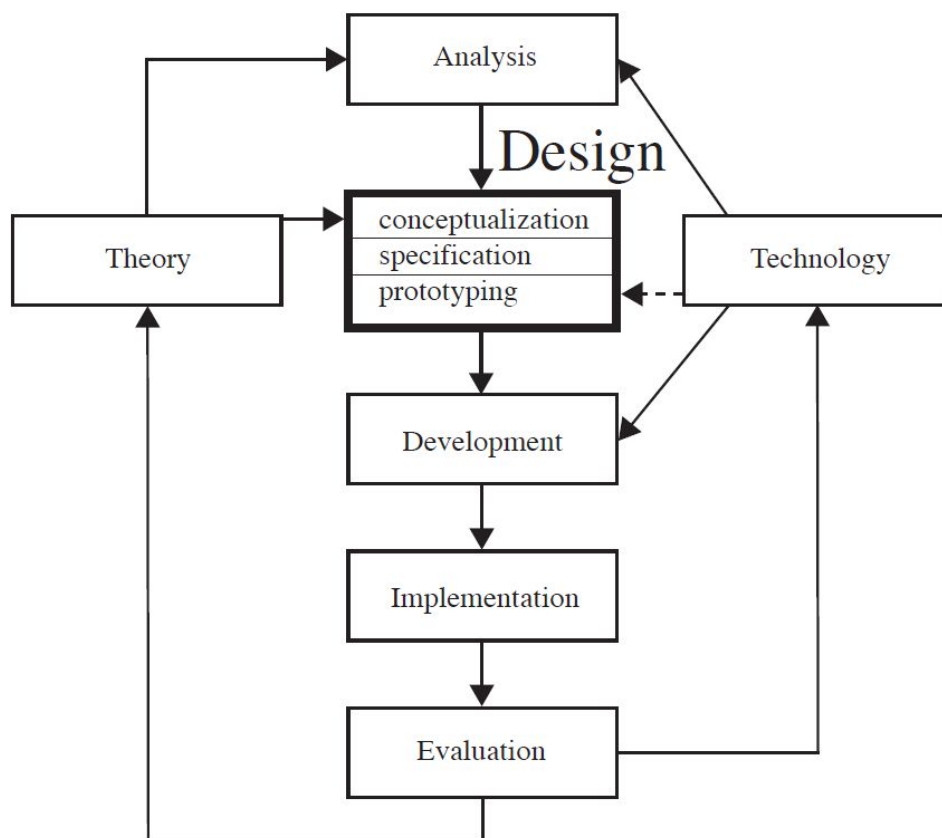 Analysis
Design
conceptualization
Theory
specification
Technology
prototyping
Development
Implementation
Evaluation